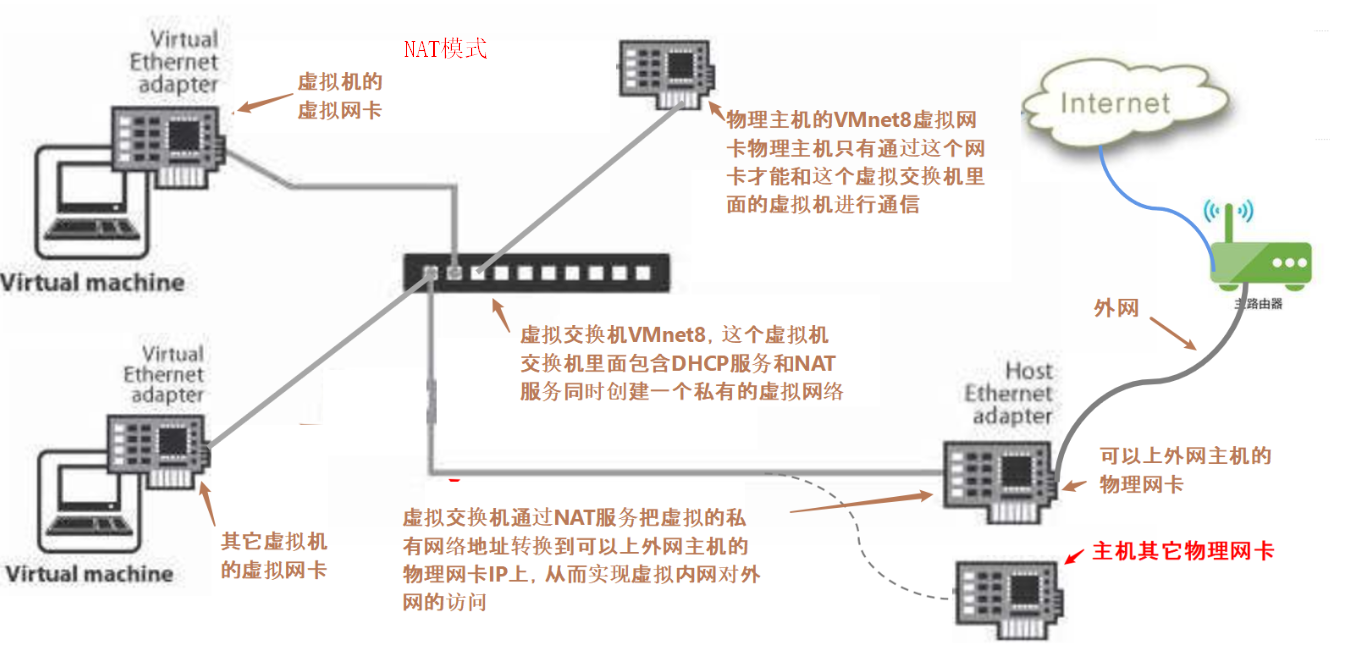 NAT模式
Virtual
Ethernet
adapter
虚拟机的
虚拟网卡
物理主机的VMnet8虚拟网
卡物理主机只有通过这个网
卡才能和这个虚拟交换机里
面的虚拟机进行通信
Internet
Virtual machine
主路由器
外网
虚拟交换机VMnet8, 这个虚拟机
交换机里面包含DHCP服务和NAT
服务同时创建一个私有的虚拟网络
Virtual
Ethernet
adapter
Host
Ethernet
adapter
可以上外网主机的
物理网卡
虚拟交换机通过NAT服务把虚拟的私
有网络地址转换到可以上外网主机的
物理网卡IP上, 从而实现虚拟内网对外
网的访问
其它虚拟机
的虚拟网卡
主机其它物理网卡
Virtual machine